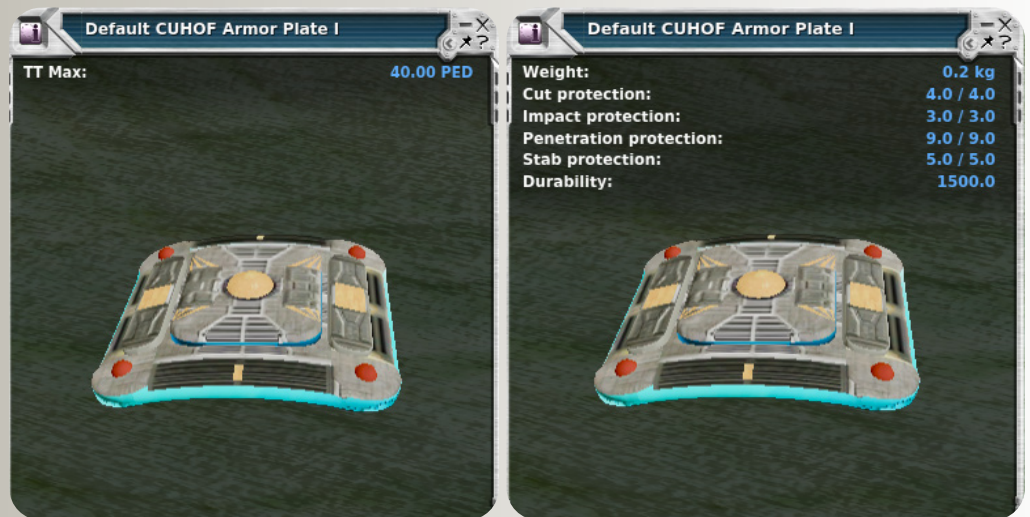 Default CUHOF Armor Plate I
TT Max: 40.00 PED
Default CUHOF Armor Plate I
Weight: 0.2 kg
Cut protection: 4.0 / 4.0
Impact protection: 3.0 / 3.0
Penetration protection: 9.0 / 9.0
Stab protection: 5.0 / 5.0
Durability: 1500.0